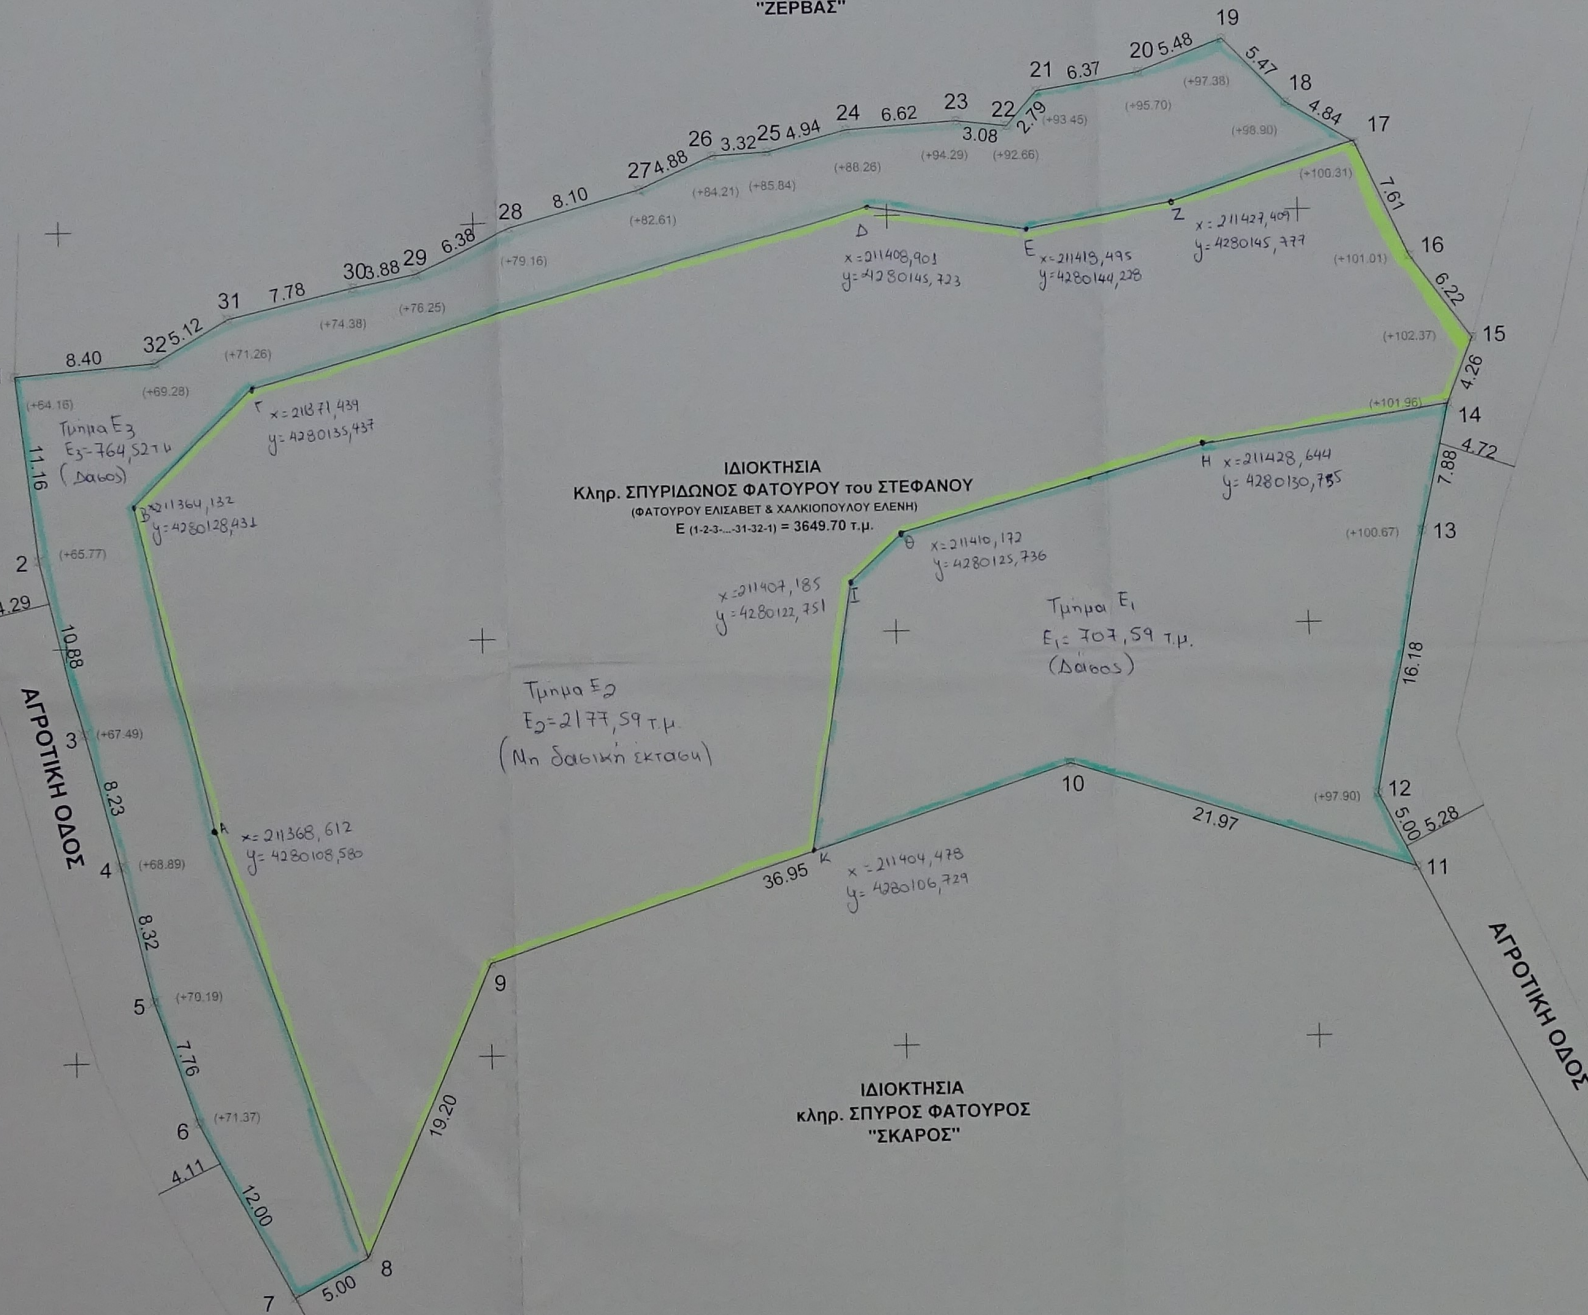 "ΖΕΡΒΑΣ"
19
5.48
20
5.47
18
6.37
21
4.84
17
(+97.38)
(+95.70)
(+98.90)
2.79
(+93.45)
22
3.08
23
6.62
24
4.94
25
3.32
26
4.88
27
8.10
28
6.38
29
3.88
30
7.78
31
5.12
32
8.40
(+92.66)
(+94.29)
(+88.26)
(+85.84)
(+84.21)
(+82.61)
(+79.16)
(+76.25)
(+74.38)
(+71.26)
(+69.28)
(+64.16)
(+100.31)
7.61
16
(+101.01)
6.22
15
(+102.37)
4.26
14
(+101.96)
4.72
7.88
13
(+100.67)
16.18
12
(+97.90)
5.00
5.28
11
21.97
10
36.95
9
19.20
8
5.00
7
12.00
4.11
6
(+71.37)
7.76
5
(+70.19)
8.32
4
(+68.89)
8.23
3
(+67.49)
10.88
4.29
2
(+65.77)
11.16
Δ
x=211408,901
y=4280145,723
E
x=211418,495
y=4280144,228
Z
x=211427,409
y=4280145,777
Γ
x=211371,439
y=4280135,437
Τμήμα Ε3
Ε3=764,52 τ.μ
(Δάσος)
B
x=211364,132
y=4280128,431
ΙΔΙΟΚΤΗΣΙΑ
Κληρ. ΣΠΥΡΙΔΩΝΟΣ ΦΑΤΟΥΡΟΥ του ΣΤΕΦΑΝΟΥ
(ΦΑΤΟΥΡΟΥ ΕΛΙΣΑΒΕΤ & ΧΑΛΚΙΟΠΟΥΛΟΥ ΕΛΕΝΗ)
Ε (1-2-3-...-31-32-1) = 3649.70 τ.μ.
H
x=211428,644
y=4280130,785
Θ
x=211410,172
y=4280125,736
I
x=211407,185
y=4280122,751
Τμήμα Ε1
Ε1= 707,59 τ.μ.
(Δάσος)
Τμήμα Ε2
Ε2=2177,59 τ.μ.
(Μη δασική έκταση)
A
x=211368,612
y=4280108,580
K
x=211404,478
y=4280106,729
ΑΓΡΟΤΙΚΗ ΟΔΟΣ
ΑΓΡΟΤΙΚΗ ΟΔΟΣ
ΙΔΙΟΚΤΗΣΙΑ
κληρ. ΣΠΥΡΟΣ ΦΑΤΟΥΡΟΣ
"ΣΚΑΡΟΣ"